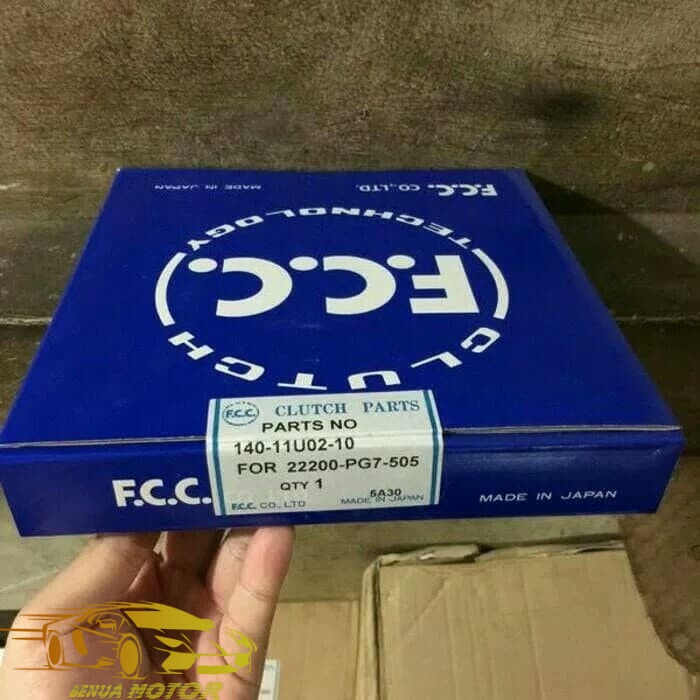 F.C.C. CO.,LTD.
MADE IN JAPAN
TECHNOLOGY
F.C.C.
CLUTCH
F.C.C. CLUTCH PARTS
PARTS NO
140-11U02-10
FOR 22200-PG7-505
QTY 1
5A30
F.C.C. CO., LTD MADE IN JAPAN
F.C.C.
MADE IN JAPAN
BENUA MOTOR